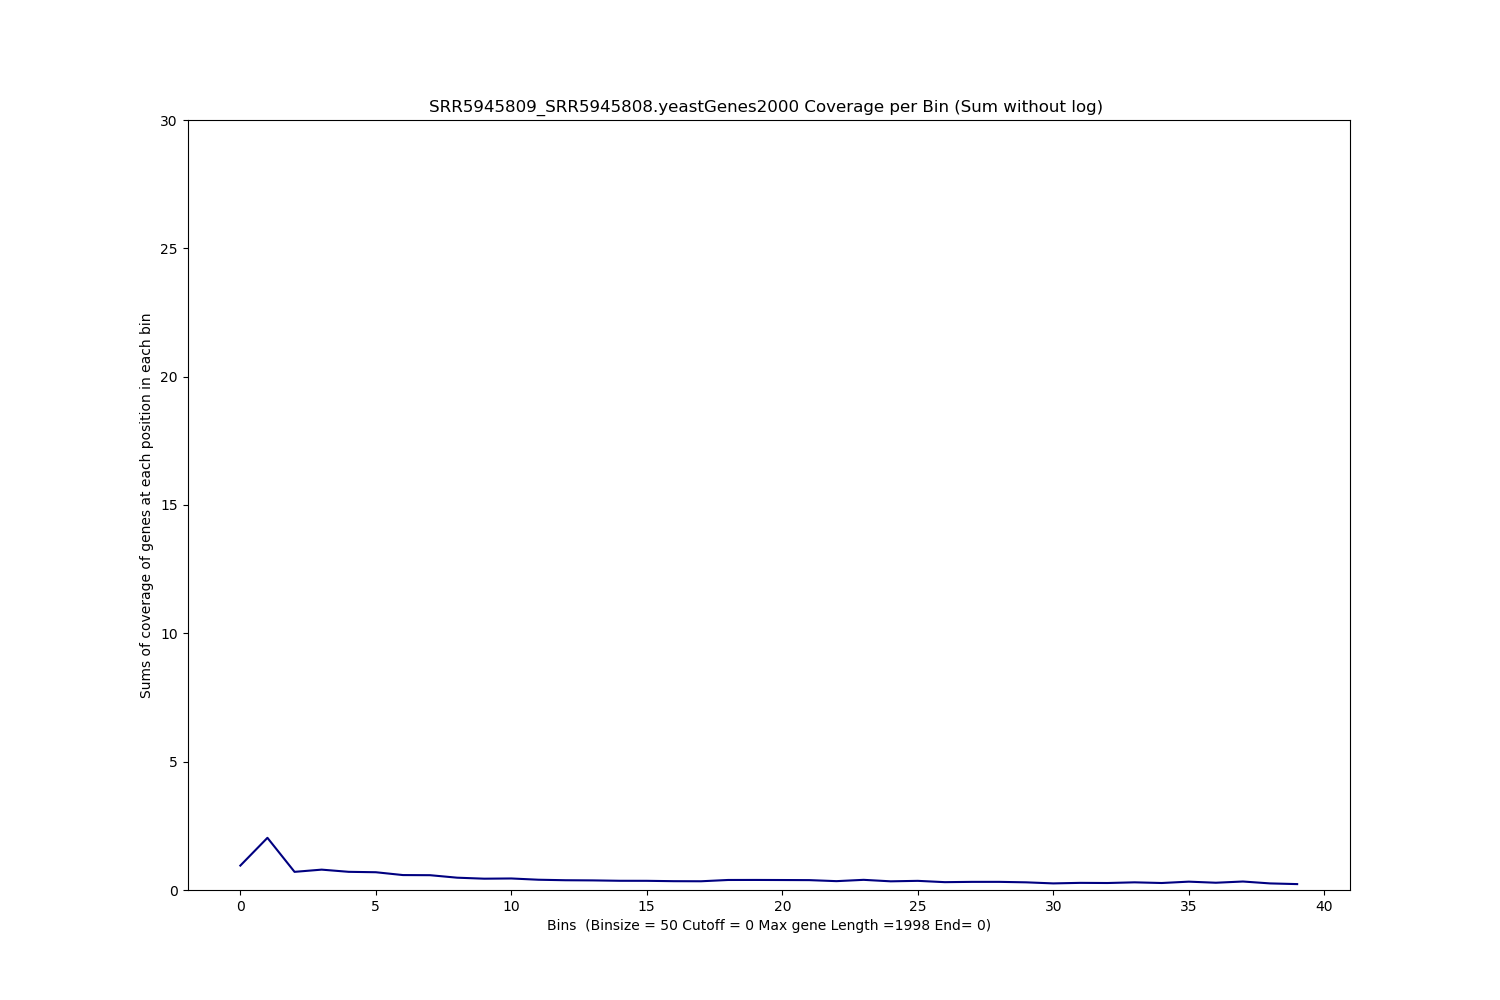 SRR5945809_SRR5945808.yeastGenes2000 Coverage per Bin (Sum without log)
30
25
20
15
10
5
0
Sums of coverage of genes at each position in each bin
0 5 10 15 20 25 30 35 40
Bins  (Binsize = 50 Cutoff = 0 Max gene Length =1998 End= 0)